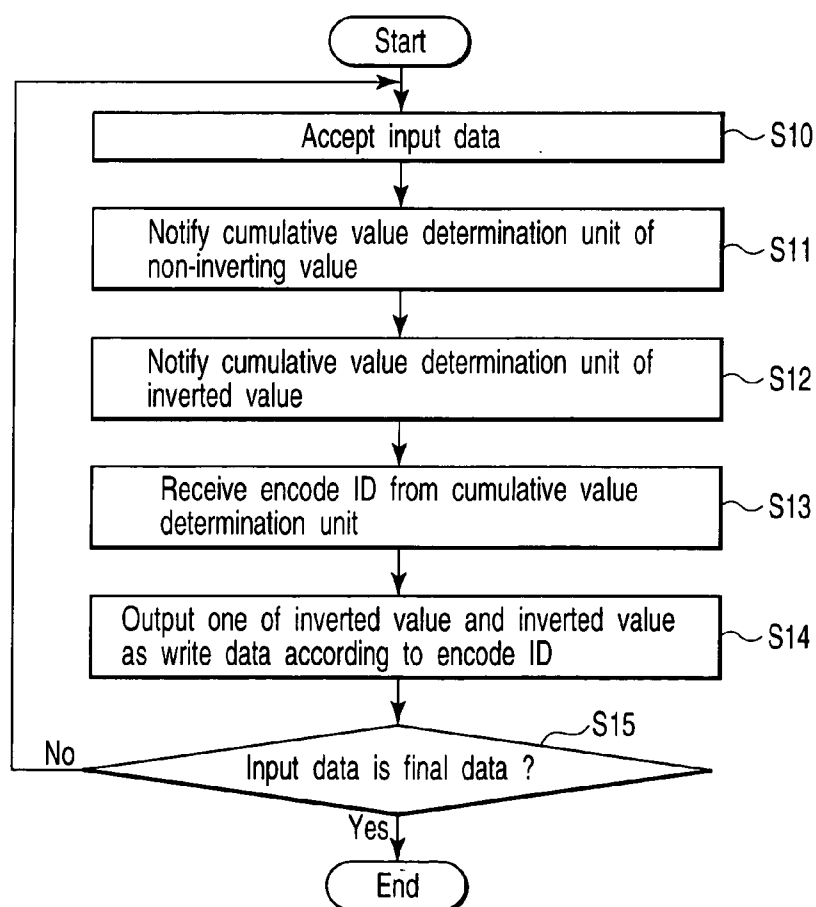 Start
Accept input data
S10
Notify cumulative value determination unit of
non-inverting value
S11
Notify cumulative value determination unit of
inverted value
S12
Receive encode ID from cumulative value
determination unit
S13
Output one of inverted value and inverted value
as write data according to encode ID
S14
S15
No
Input data is final data ?
Yes
End